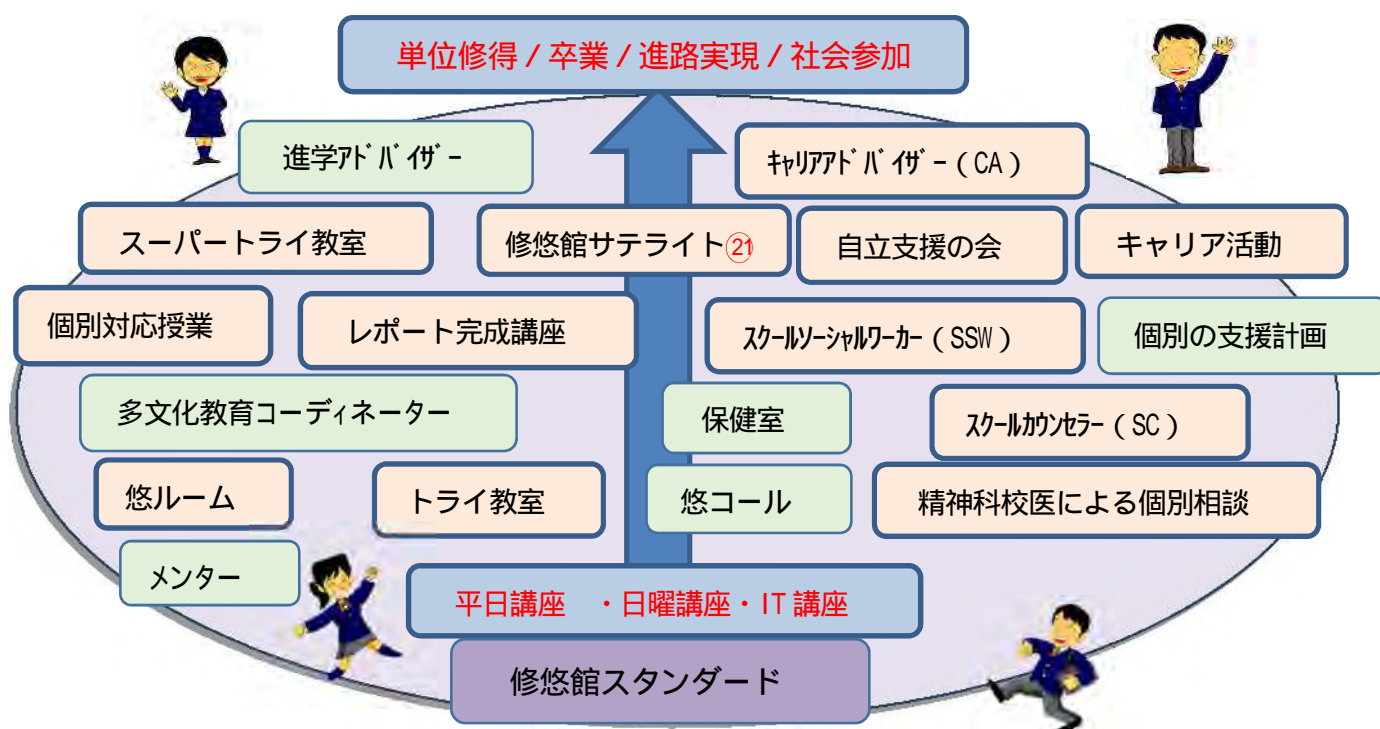 単位修得 / 卒業 / 進路実現 / 社会参加
進学ｱﾄﾞﾊﾞｲｻﾞｰ
ｷｬﾘｱｱﾄﾞﾊﾞｲｻﾞｰ（CA）
スーパートライ教室
修悠館サテライト㉑
自立支援の会
キャリア活動
個別対応授業
レポート完成講座
ｽｸｰﾙｿｰｼｬﾙﾜｰｶｰ（SSW）
個別の支援計画
多文化教育コーディネーター
保健室
ｽｸｰﾙｶｳﾝｾﾗｰ（SC）
悠ルーム
トライ教室
悠コール
精神科校医による個別相談
メンター
平日講座　・日曜講座・IT 講座
修悠館スタンダード